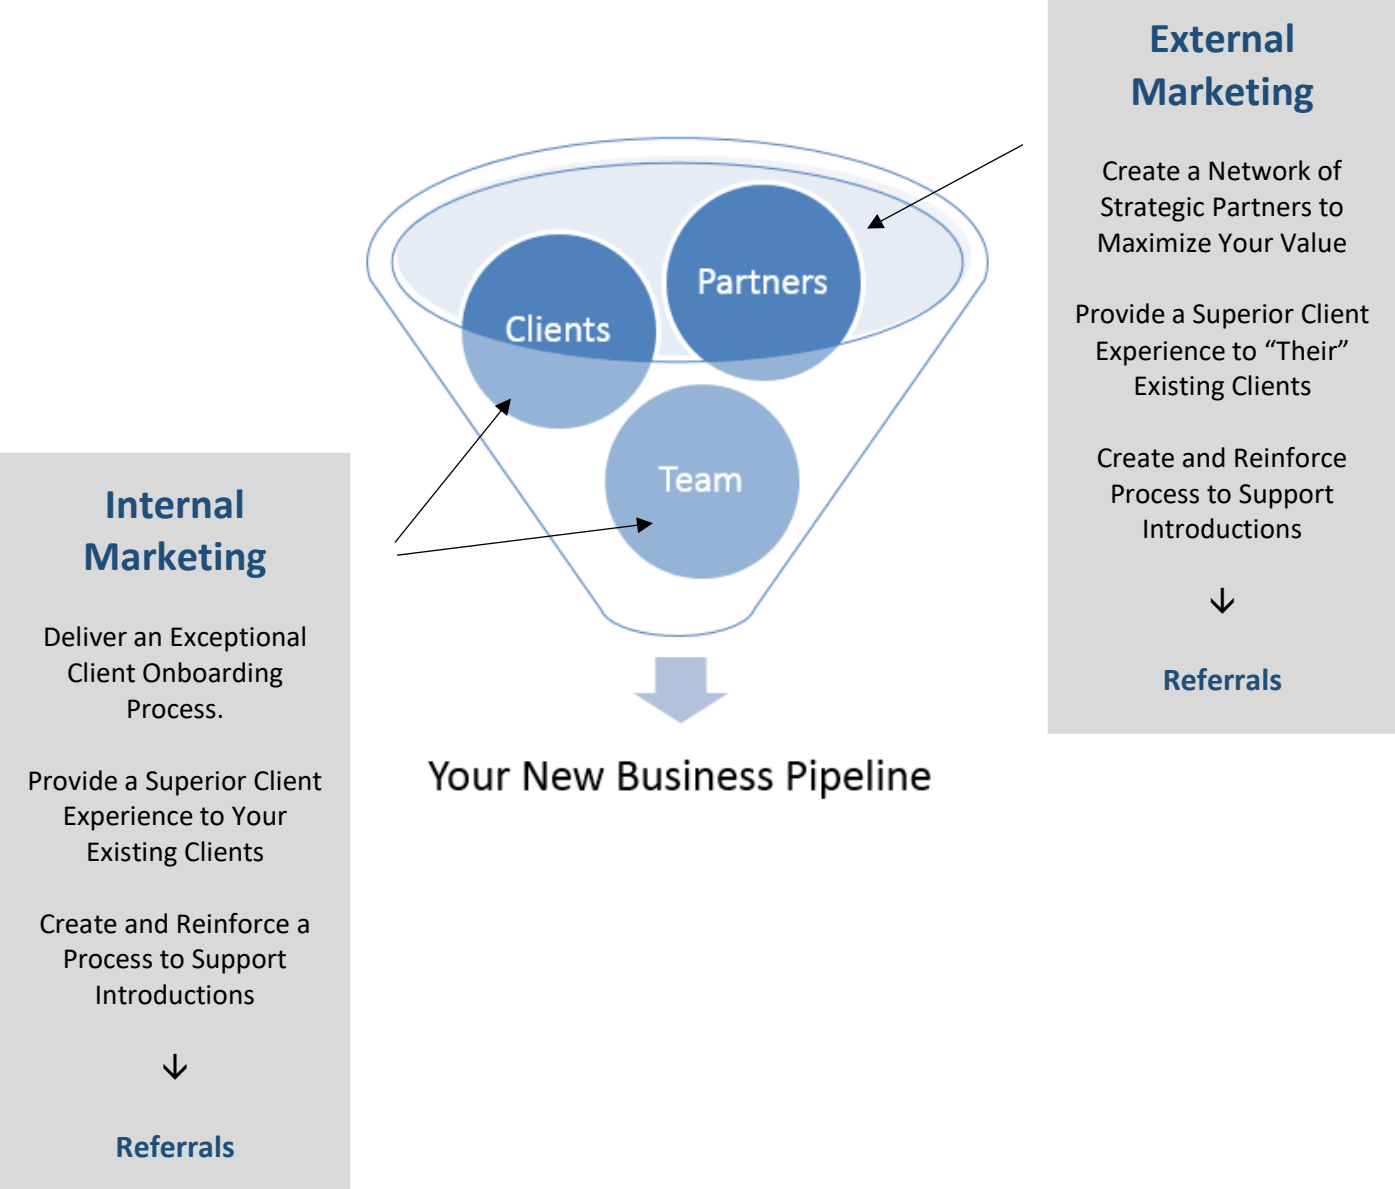 External
Marketing
Create a Network of
Strategic Partners to
Maximize Your Value
Provide a Superior Client
Experience to “Their”
Existing Clients
Create and Reinforce
Process to Support
Introductions
↓
Referrals
Partners
Clients
Team
Your New Business Pipeline
Internal
Marketing
Deliver an Exceptional
Client Onboarding
Process.
Provide a Superior Client
Experience to Your
Existing Clients
Create and Reinforce a
Process to Support
Introductions
↓
Referrals